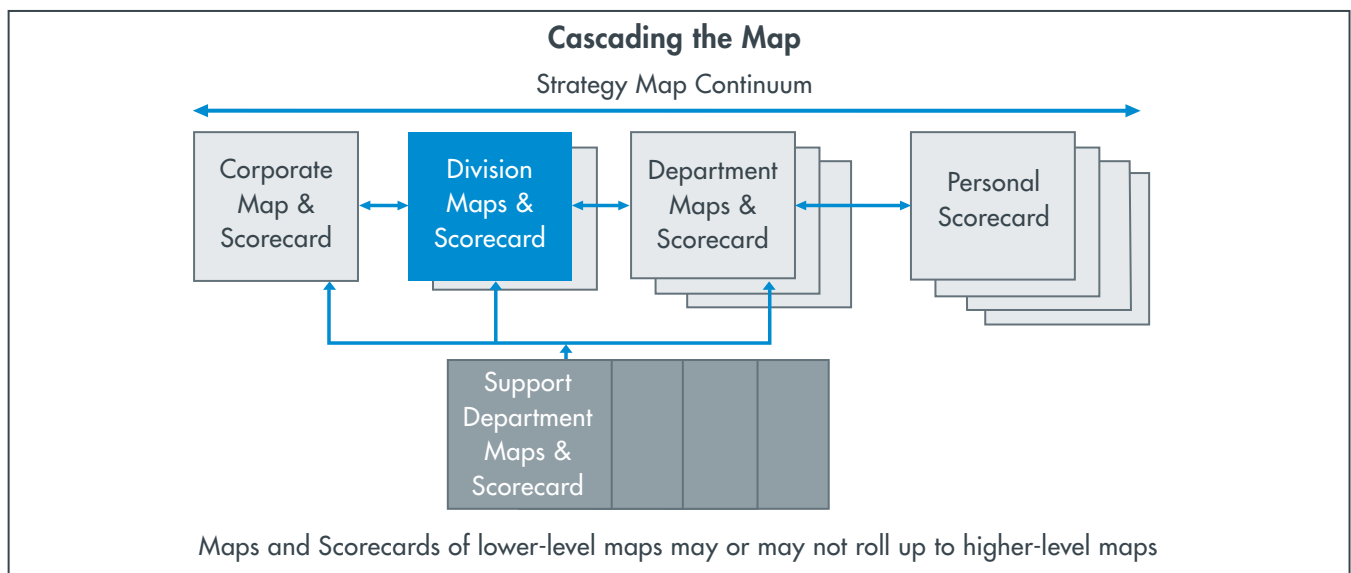 Cascading the Map
Strategy Map Continuum
Corporate
Map &
Scorecard
Division
Maps &
Scorecard
Department
Maps &
Scorecard
Personal
Scorecard
Support
Department
Maps &
Scorecard
Maps and Scorecards of lower-level maps may or may not roll up to higher-level maps